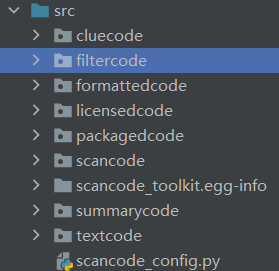 src
cluecode
filtercode
formattedcode
licensedcode
packagedcode
scancode
scancode_toolkit.egg-info
summarycode
textcode
scancode_config.py